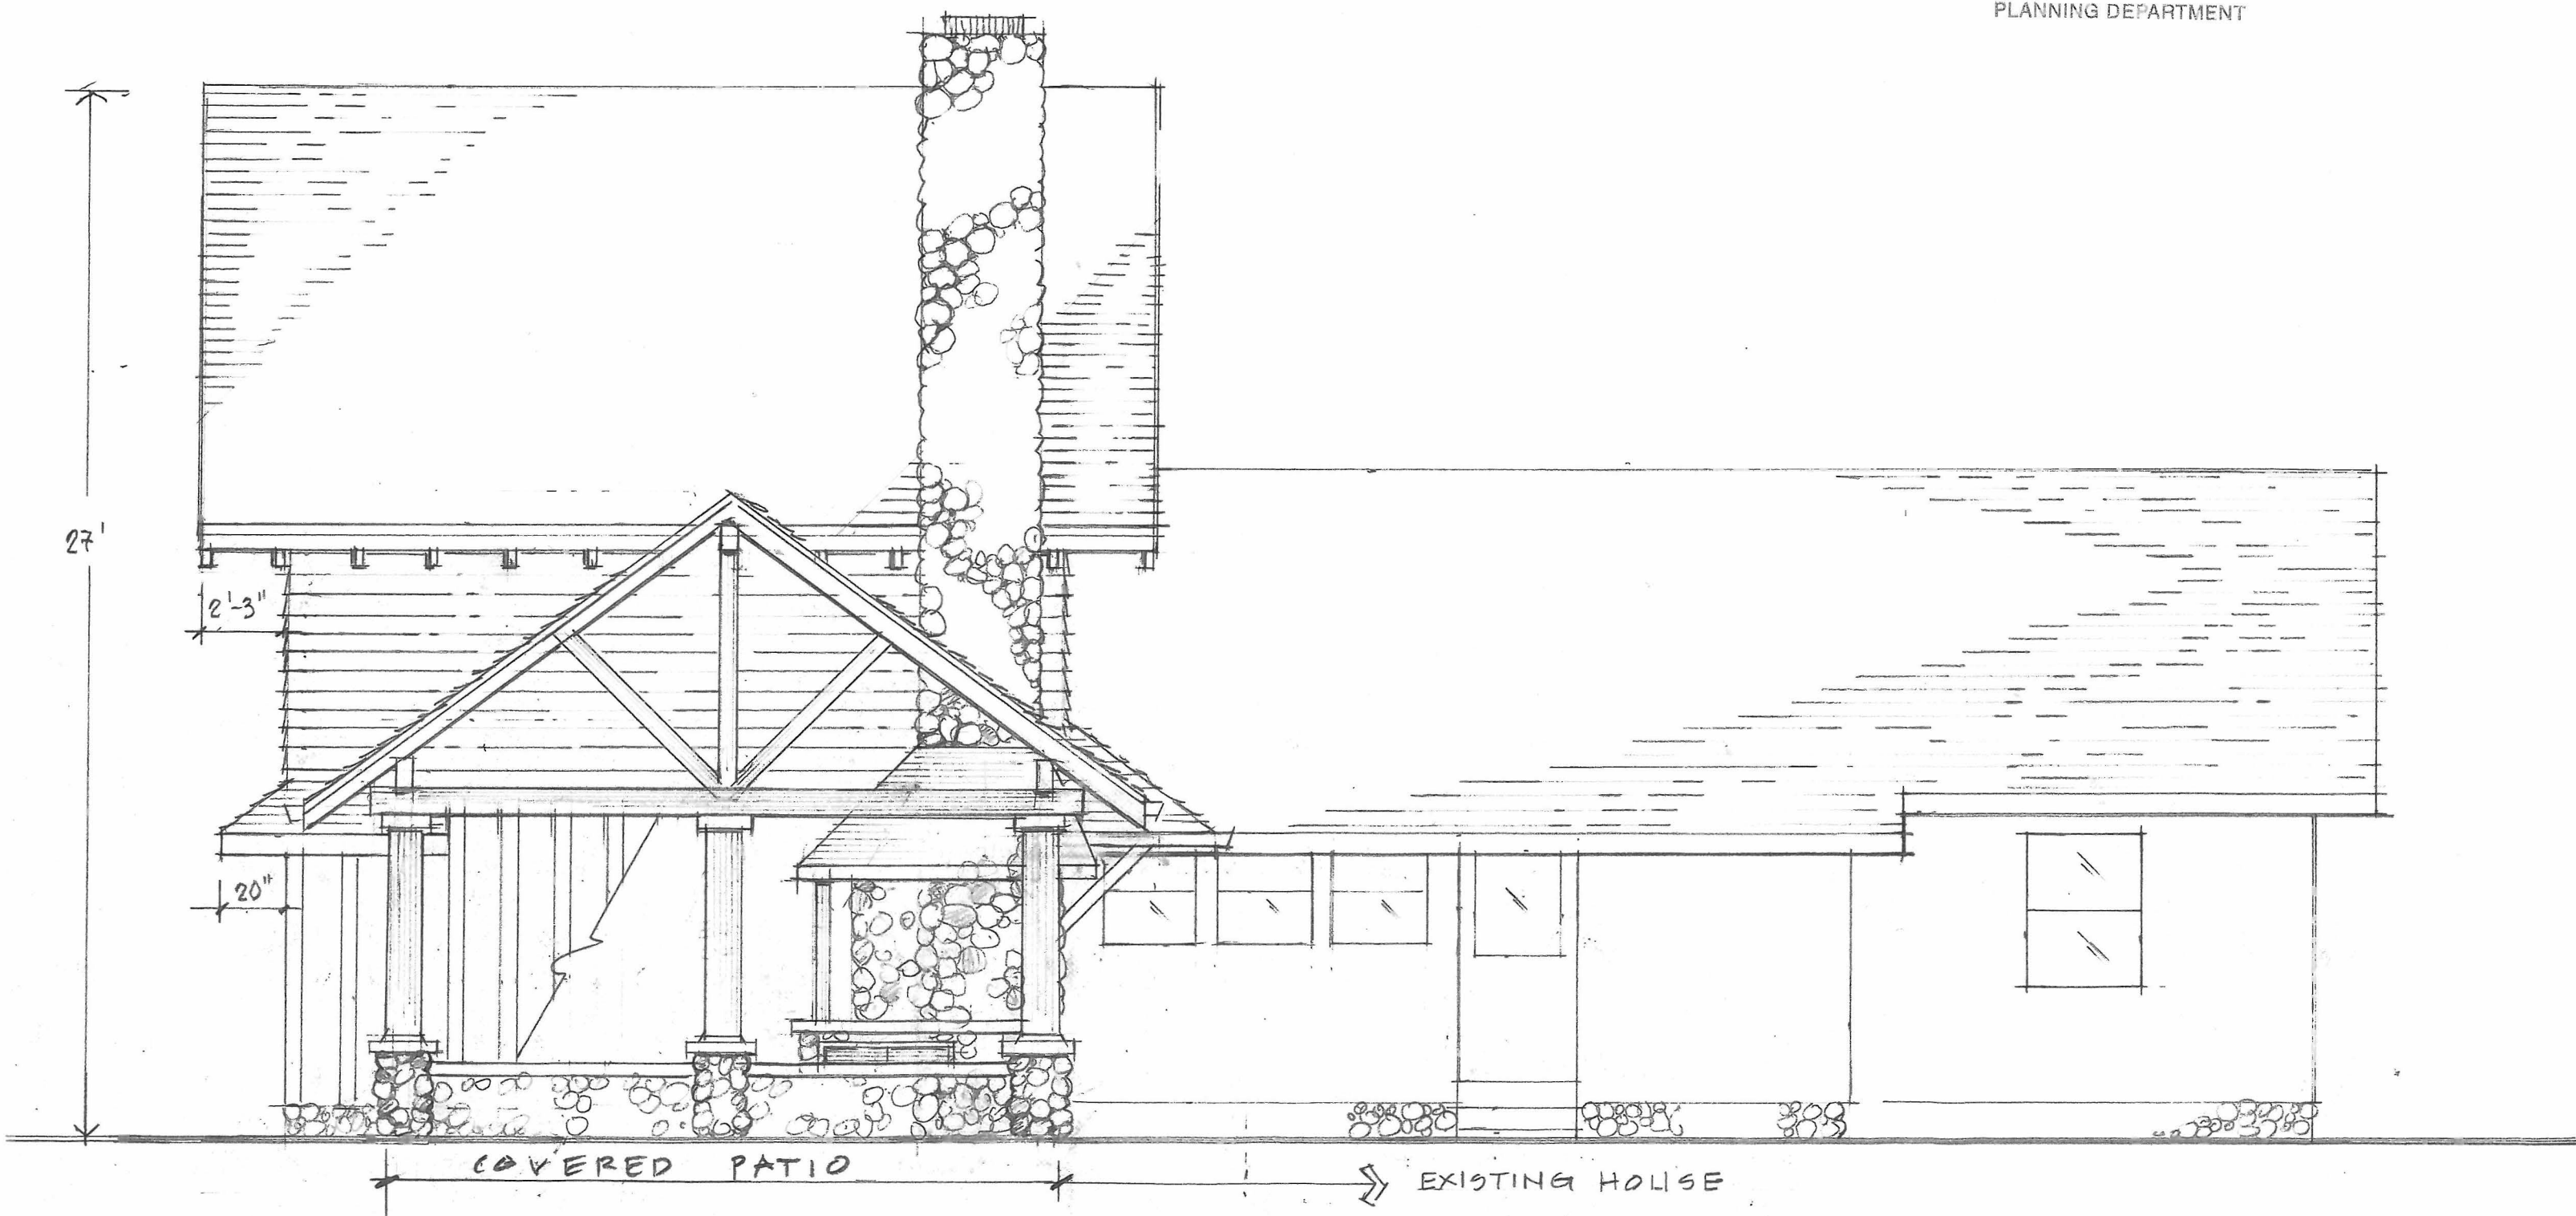 PLANNING DEPARTMENT
27'
2'-3"
20"
COVERED PATIO
EXISTING HOUSE